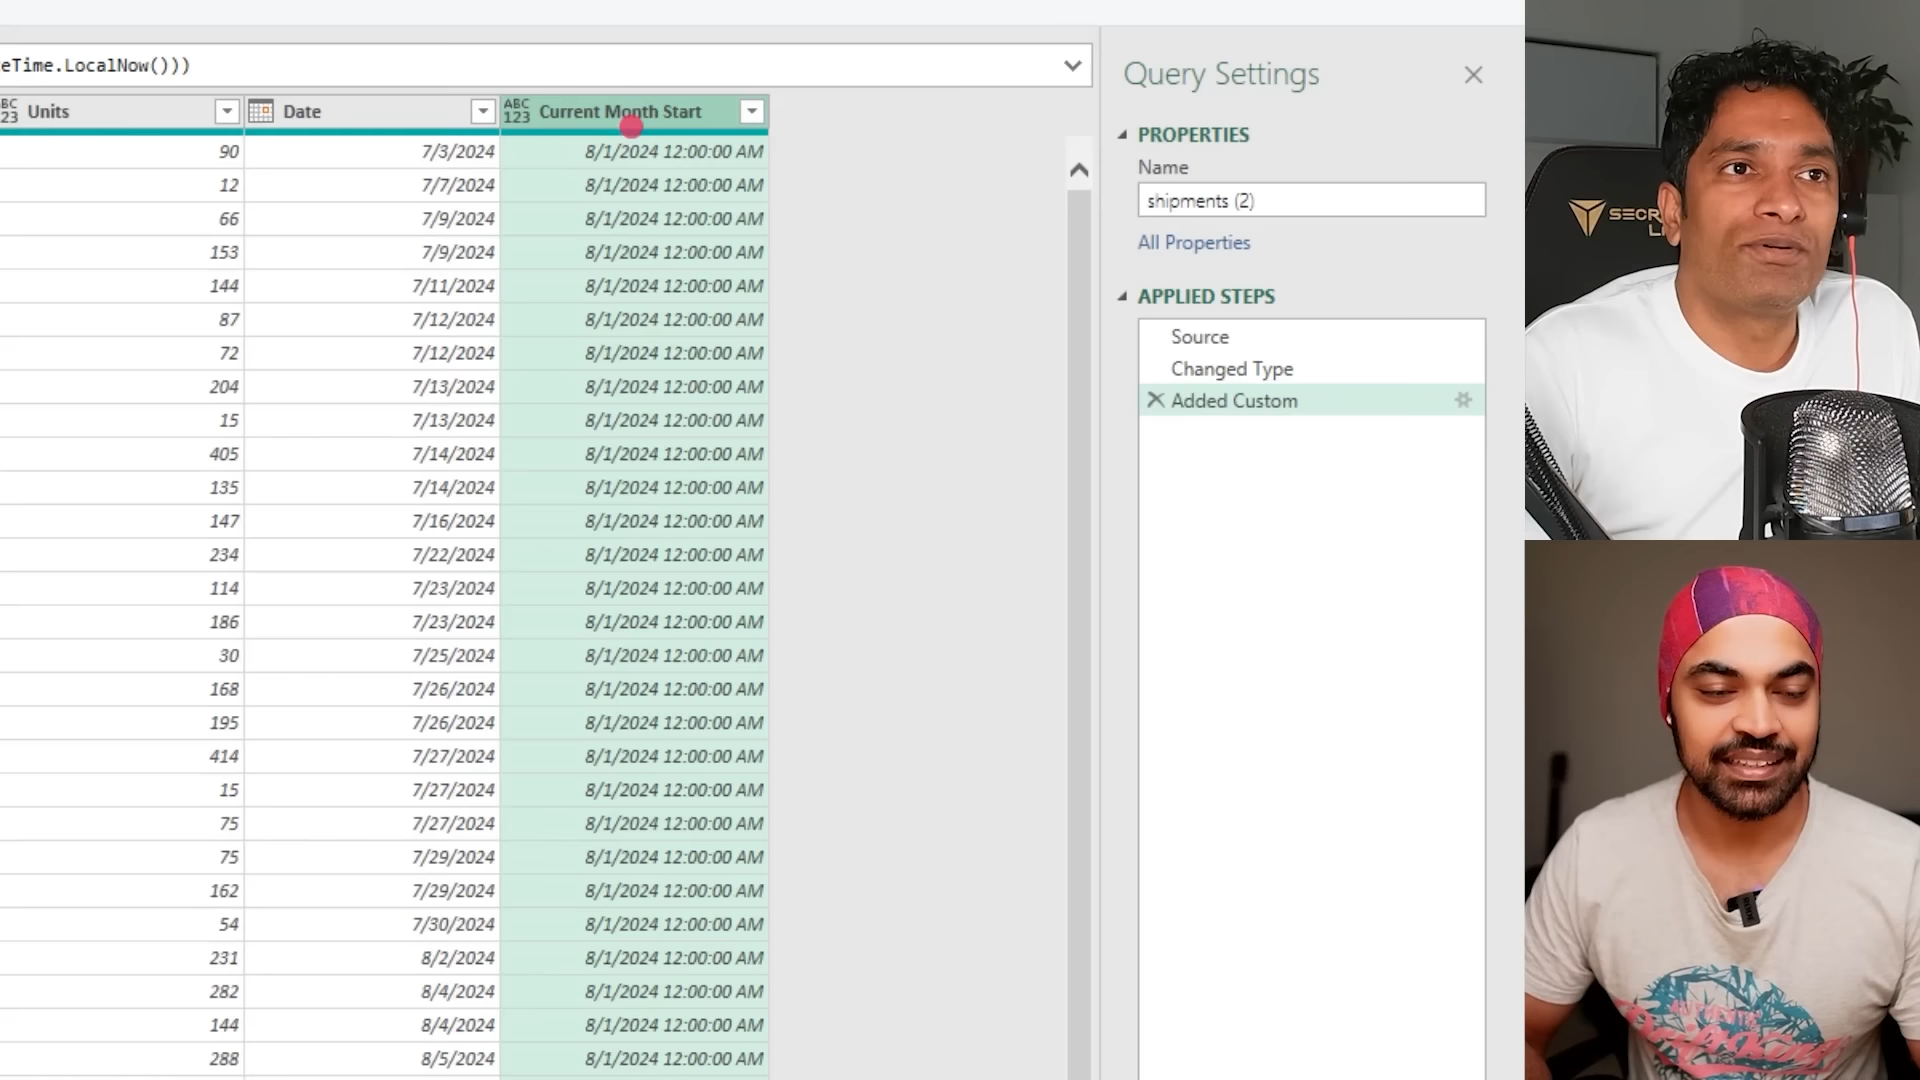 eTime.LocalNow()))
ABC 123 Units Date ABC 123 Current Month Start
90 7/3/2024 8/1/2024 12:00:00 AM
12 7/7/2024 8/1/2024 12:00:00 AM
66 7/9/2024 8/1/2024 12:00:00 AM
153 7/9/2024 8/1/2024 12:00:00 AM
144 7/11/2024 8/1/2024 12:00:00 AM
87 7/12/2024 8/1/2024 12:00:00 AM
72 7/12/2024 8/1/2024 12:00:00 AM
204 7/13/2024 8/1/2024 12:00:00 AM
15 7/13/2024 8/1/2024 12:00:00 AM
405 7/14/2024 8/1/2024 12:00:00 AM
135 7/14/2024 8/1/2024 12:00:00 AM
147 7/16/2024 8/1/2024 12:00:00 AM
234 7/22/2024 8/1/2024 12:00:00 AM
114 7/23/2024 8/1/2024 12:00:00 AM
186 7/23/2024 8/1/2024 12:00:00 AM
30 7/25/2024 8/1/2024 12:00:00 AM
168 7/26/2024 8/1/2024 12:00:00 AM
195 7/26/2024 8/1/2024 12:00:00 AM
414 7/27/2024 8/1/2024 12:00:00 AM
15 7/27/2024 8/1/2024 12:00:00 AM
75 7/27/2024 8/1/2024 12:00:00 AM
75 7/29/2024 8/1/2024 12:00:00 AM
162 7/29/2024 8/1/2024 12:00:00 AM
54 7/30/2024 8/1/2024 12:00:00 AM
231 8/2/2024 8/1/2024 12:00:00 AM
282 8/4/2024 8/1/2024 12:00:00 AM
144 8/4/2024 8/1/2024 12:00:00 AM
288 8/5/2024 8/1/2024 12:00:00 AM
Query Settings
PROPERTIES
Name
shipments (2)
All Properties
APPLIED STEPS
Source
Changed Type
Added Custom
SECR
L